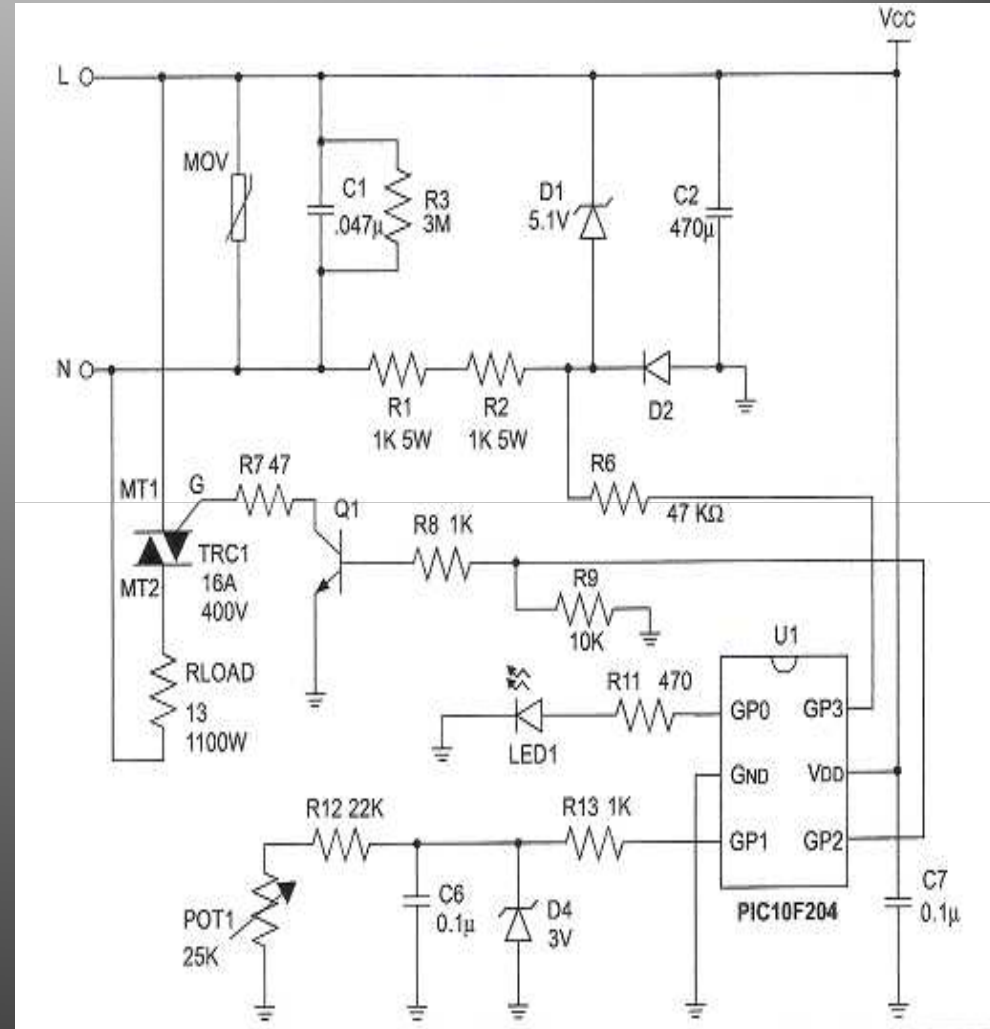 VCC
L
MOV
C1
.047µ
R3
3M
D1
5.1V
C2
470µ
N
R1
1K 5W
R2
1K 5W
D2
R6
47 KΩ
MT1
G
R7 47
Q1
R8 1K
TRC1
16A
400V
MT2
R9
10K
RLOAD
13
1100W
LED1
R11 470
U1
GP0
GP3
GND
VDD
GP1
GP2
PIC10F204
R12 22K
R13 1K
POT1
25K
C6
0.1µ
D4
3V
C7
0.1µ